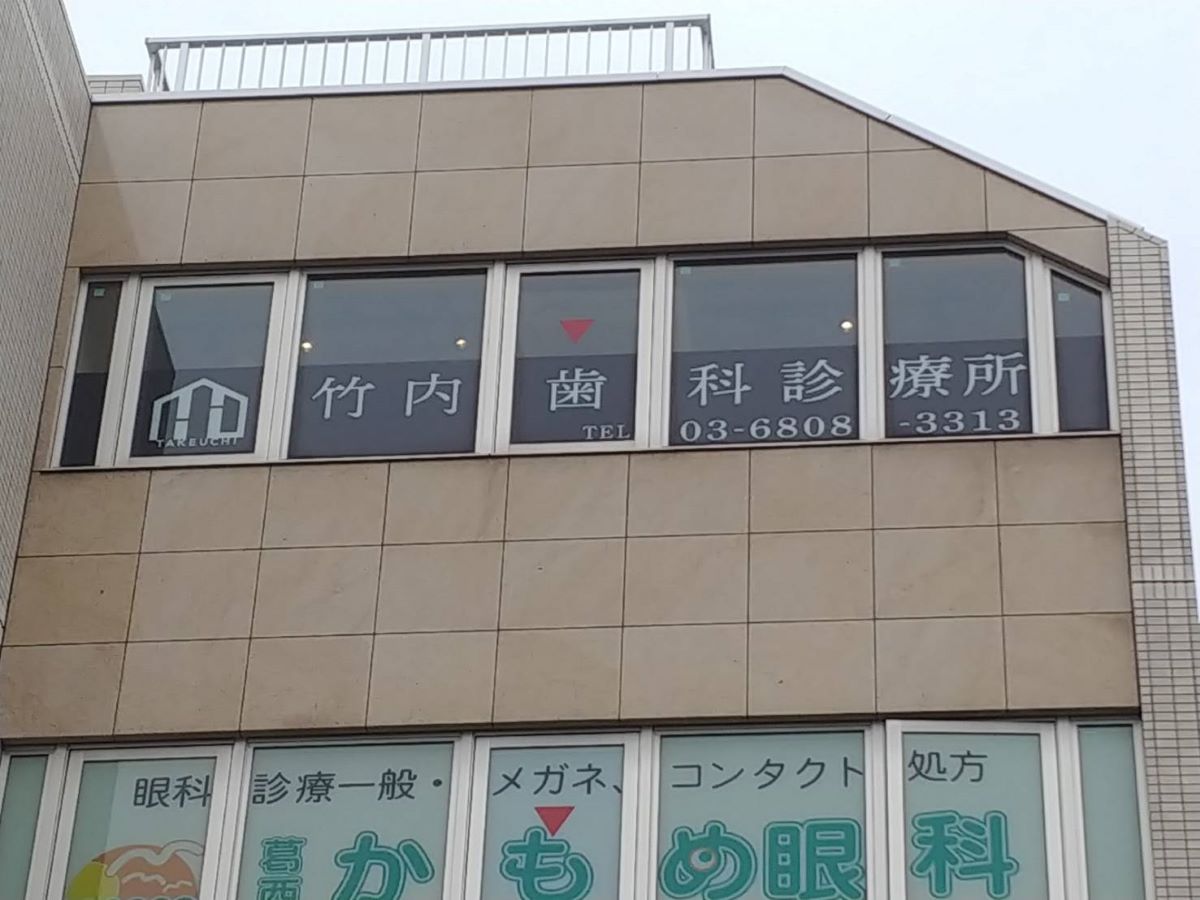 竹内歯科診療所
TAKEUCHI
TEL 03-6808-3313
眼科診療一般・メガネ、コンタクト処方
葛西かもめ眼科